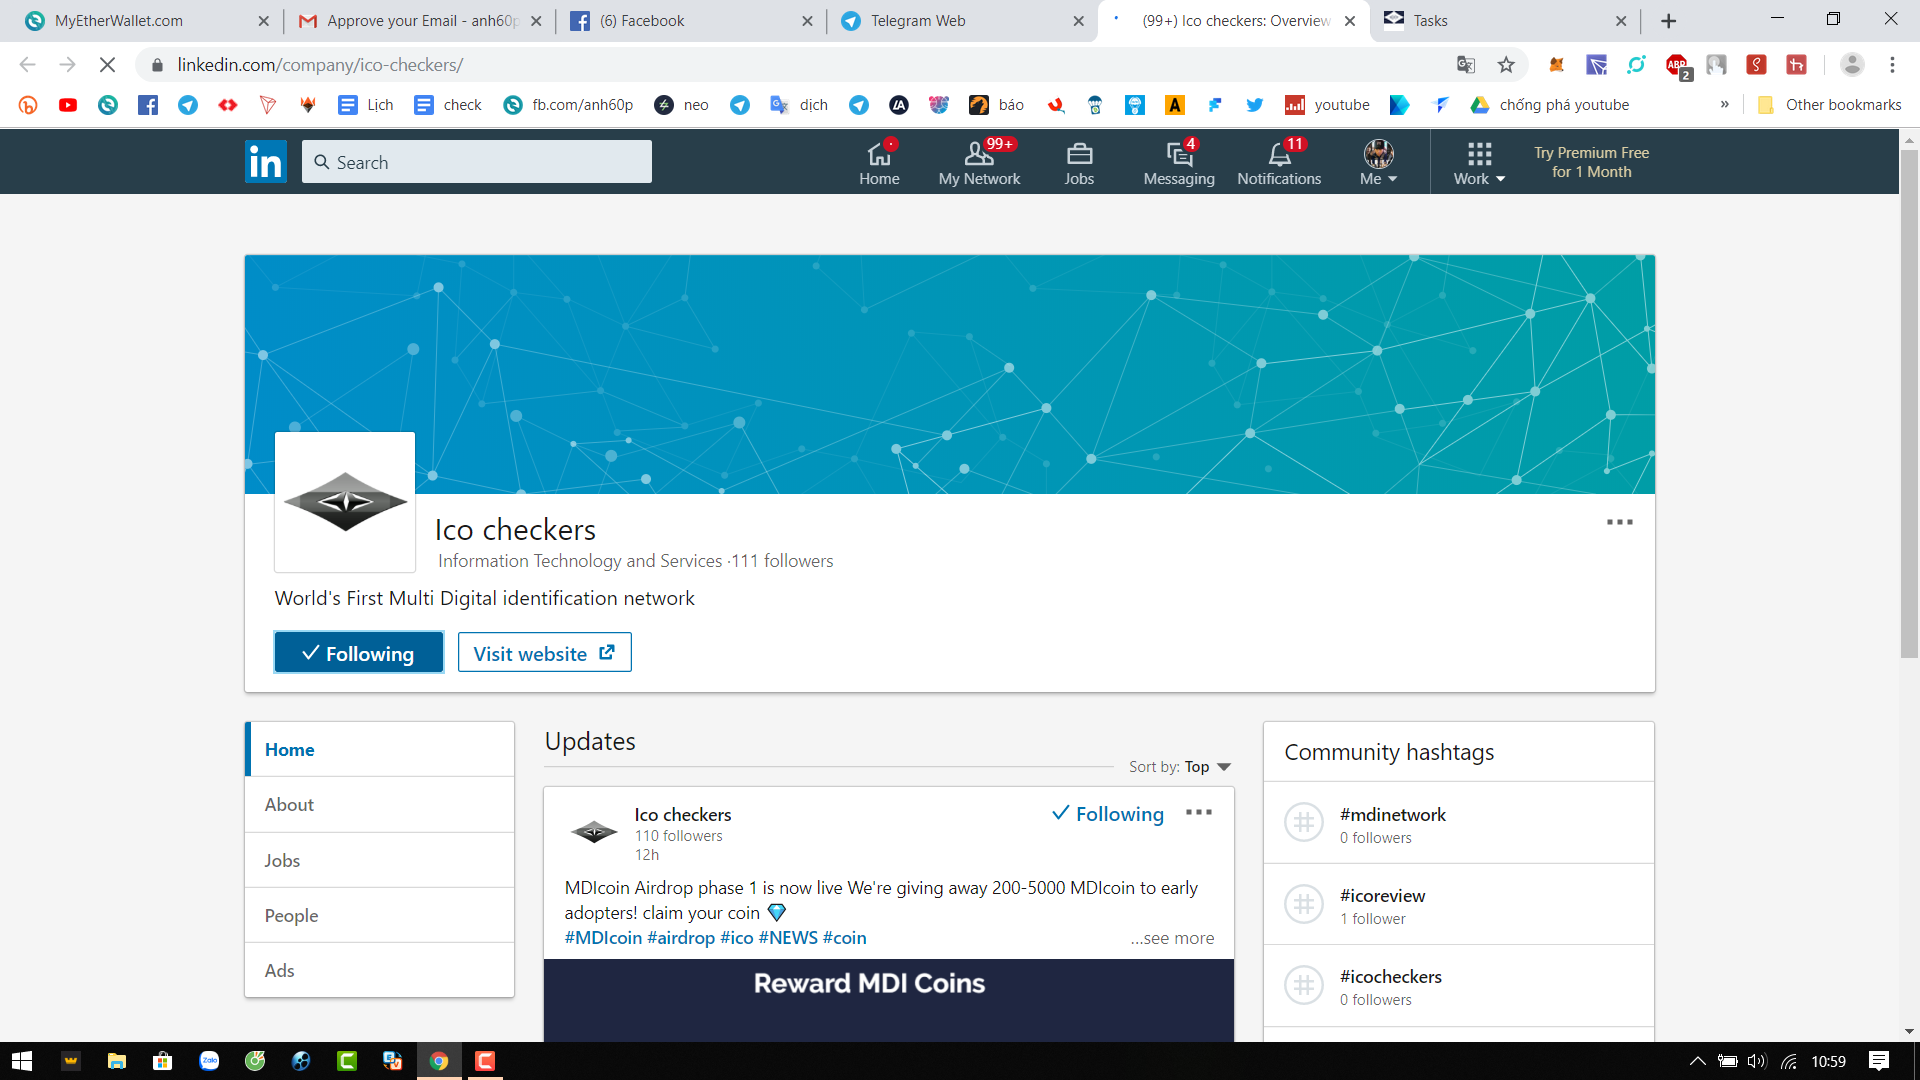 MyEtherWallet.com
Approve your Email - anh60p
(6) Facebook
Telegram Web
(99+) Ico checkers: Overview
Tasks
linkedin.com/company/ico-checkers/
ABP
2
Lịch
check
fb.com/anh60p
neo
dịch
báo
youtube
chống phá youtube
»
Other bookmarks
in
Search
Home
99+
My Network
Jobs
4
Messaging
11
Notifications
Me
Work
Try Premium Free
for 1 Month
Ico checkers
Information Technology and Services ·111 followers
World's First Multi Digital identification network
Following
Visit website
Home
About
Jobs
People
Ads
Updates
Sort by: Top
Ico checkers
110 followers
12h
Following
MDIcoin Airdrop phase 1 is now live We're giving away 200-5000 MDIcoin to early
adopters! claim your coin 💎
#MDIcoin #airdrop #ico #NEWS #coin
...see more
Reward MDI Coins
Community hashtags
#mdinetwork
0 followers
#icoreview
1 follower
#icocheckers
0 followers
Zalo
10:59